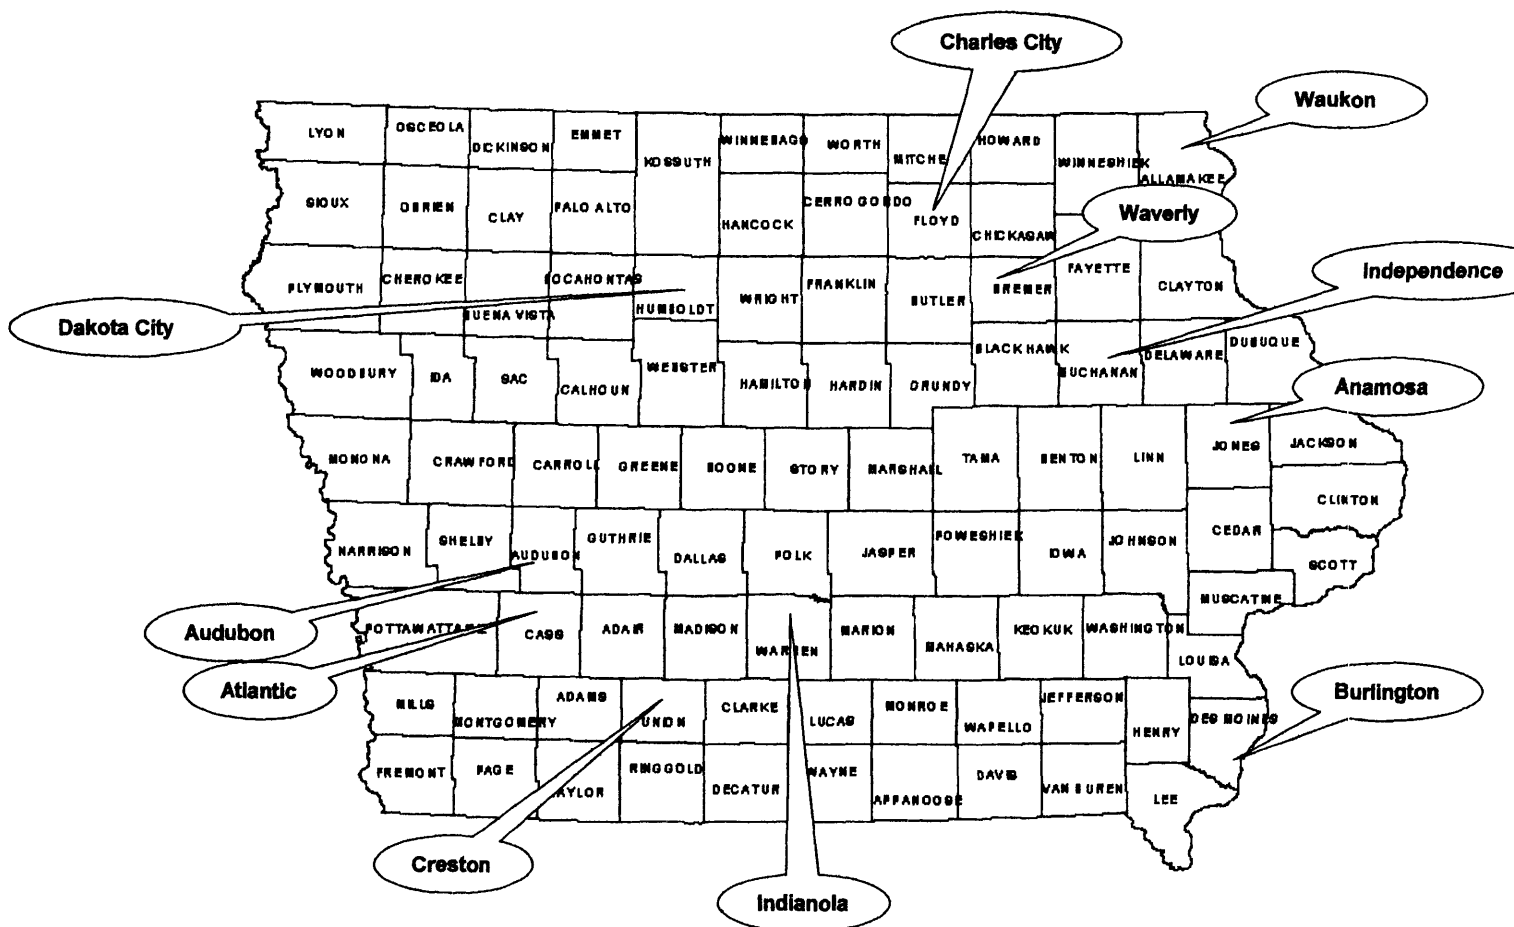 Charles City
Waukon
LYON
OSCEOLA
DICKINSON
EMMET
KOSSUTH
WINNEBAGO
WORTH
MITCHE
HOWARD
WINNESHIEK
ALLAMAKEE
SIOUX
OBRIEN
CLAY
PALO ALTO
HANCOCK
CERRO GORDO
FLOYD
CHICKASAW
Waverly
PLYMOUTH
CHEROKEE
BUENA VISTA
POCAHONTAS
HUMBOLDT
WRIGHT
FRANKLIN
BUTLER
BREMER
FAYETTE
CLAYTON
Independence
Dakota City
WOODBURY
IDA
SAC
CALHOUN
WEBSTER
HAMILTON
HARDIN
GRUNDY
BLACKHAWK
BUCHANAN
DELAWARE
DUBUQUE
Anamosa
MONONA
CRAWFORD
CARROLL
GREENE
BOONE
STORY
MARSHALL
TAMA
BENTON
LINN
JONES
JACKSON
CLINTON
HARRISON
SHELBY
AUDUBON
GUTHRIE
DALLAS
POLK
JASPER
POWESHIEK
IOWA
JOHNSON
CEDAR
SCOTT
MUSCATINE
Audubon
POTTAWATTAMIE
CASS
ADAIR
MADISON
WARREN
MARION
MAHASKA
KEOKUK
WASHINGTON
LOUISA
Atlantic
MILLS
MONTGOMERY
ADAMS
UNION
CLARKE
LUCAS
MONROE
WAPELLO
JEFFERSON
HENRY
DES MOINES
Burlington
FREMONT
PAGE
TAYLOR
RINGGOLD
DECATUR
WAYNE
APPANOOSE
DAVIS
VAN BUREN
LEE
Creston
Indianola